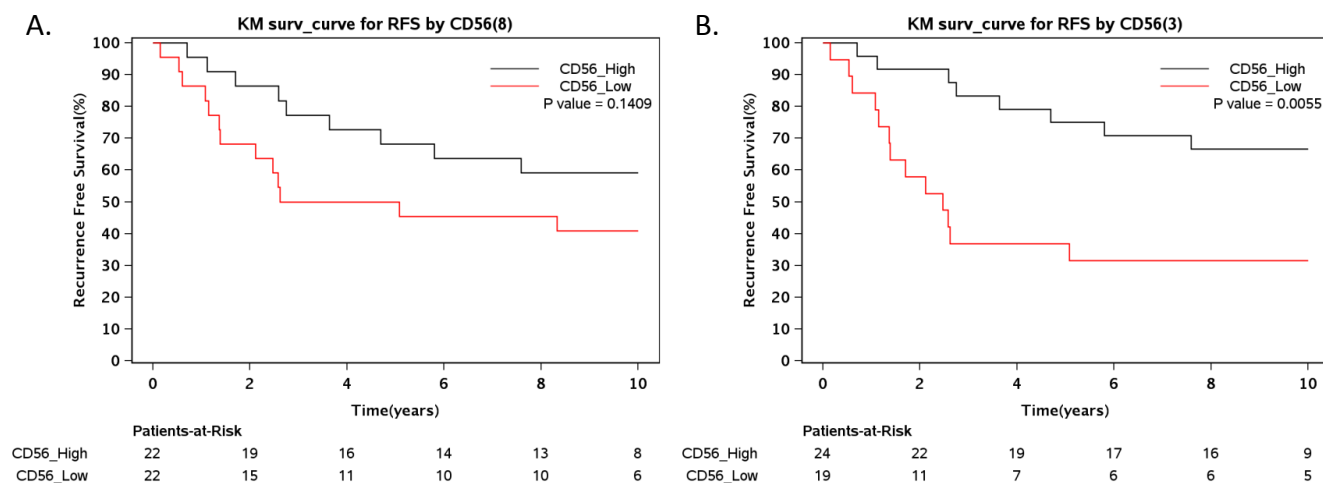 A.
KM surv_curve for RFS by CD56(8)
Recurrence Free Survival(%)
100
90
80
70
60
50
40
30
20
10
0
CD56_High
CD56_Low
P value = 0.1409
0 2 4 6 8 10
Time(years)
Patients-at-Risk
CD56_High 22 19 16 14 13 8
CD56_Low 22 15 11 10 10 6
B.
KM surv_curve for RFS by CD56(3)
Recurrence Free Survival(%)
100
90
80
70
60
50
40
30
20
10
0
CD56_High
CD56_Low
P value = 0.0055
0 2 4 6 8 10
Time(years)
Patients-at-Risk
CD56_High 24 22 19 17 16 9
CD56_Low 19 11 7 6 6 5